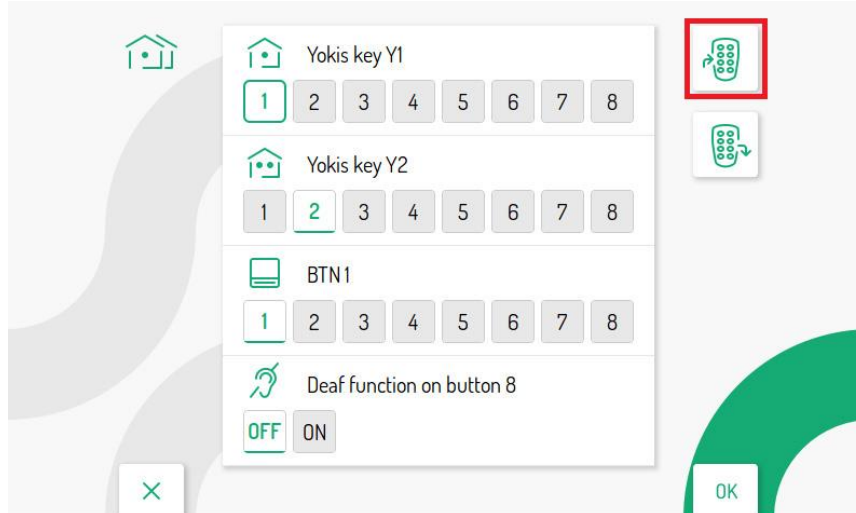 Yokis key Y1
1 2 3 4 5 6 7 8
Yokis key Y2
1 2 3 4 5 6 7 8
BTN 1
1 2 3 4 5 6 7 8
Deaf function on button 8
OFF ON
OK